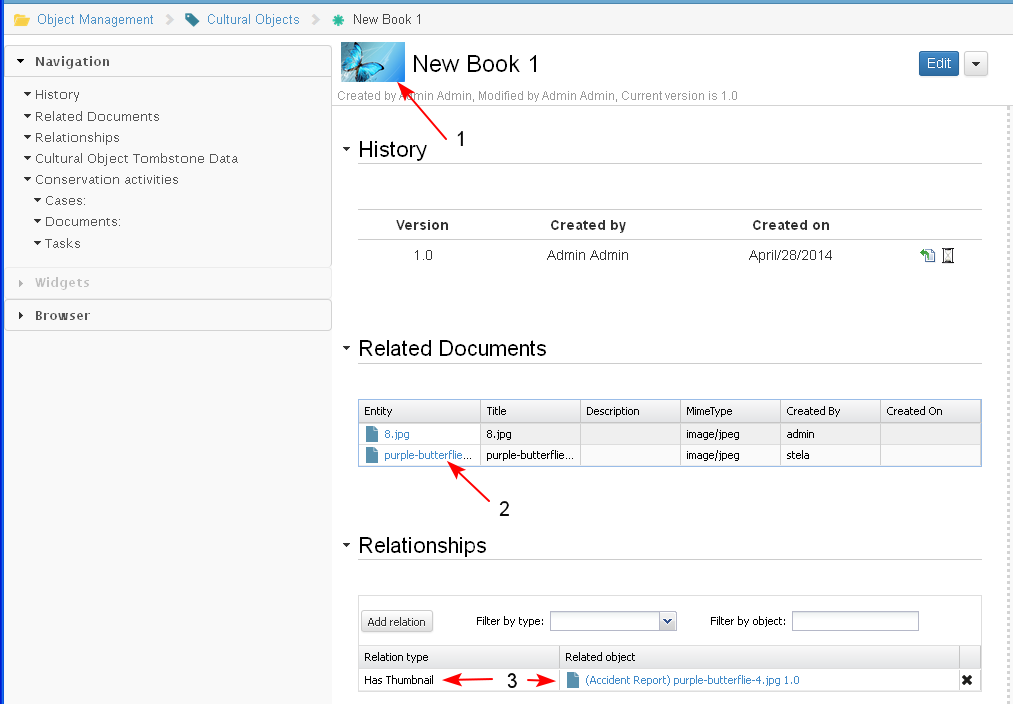 Object Management Cultural Objects New Book 1
Navigation
History
Related Documents
Relationships
Cultural Object Tombstone Data
Conservation activities
Cases:
Documents:
Tasks
Widgets
Browser
New Book 1
Edit
Created by Admin Admin, Modified by Admin Admin, Current version is 1.0
1
History
Version Created by Created on
1.0 Admin Admin April/28/2014
Related Documents
Entity Title Description MimeType Created By Created On
8.jpg 8.jpg image/jpeg admin
purple-butterflie... purple-butterflie... image/jpeg stela
2
Relationships
Add relation Filter by type: Filter by object:
Relation type Related object
Has Thumbnail 3 (Accident Report) purple-butterflie-4.jpg 1.0